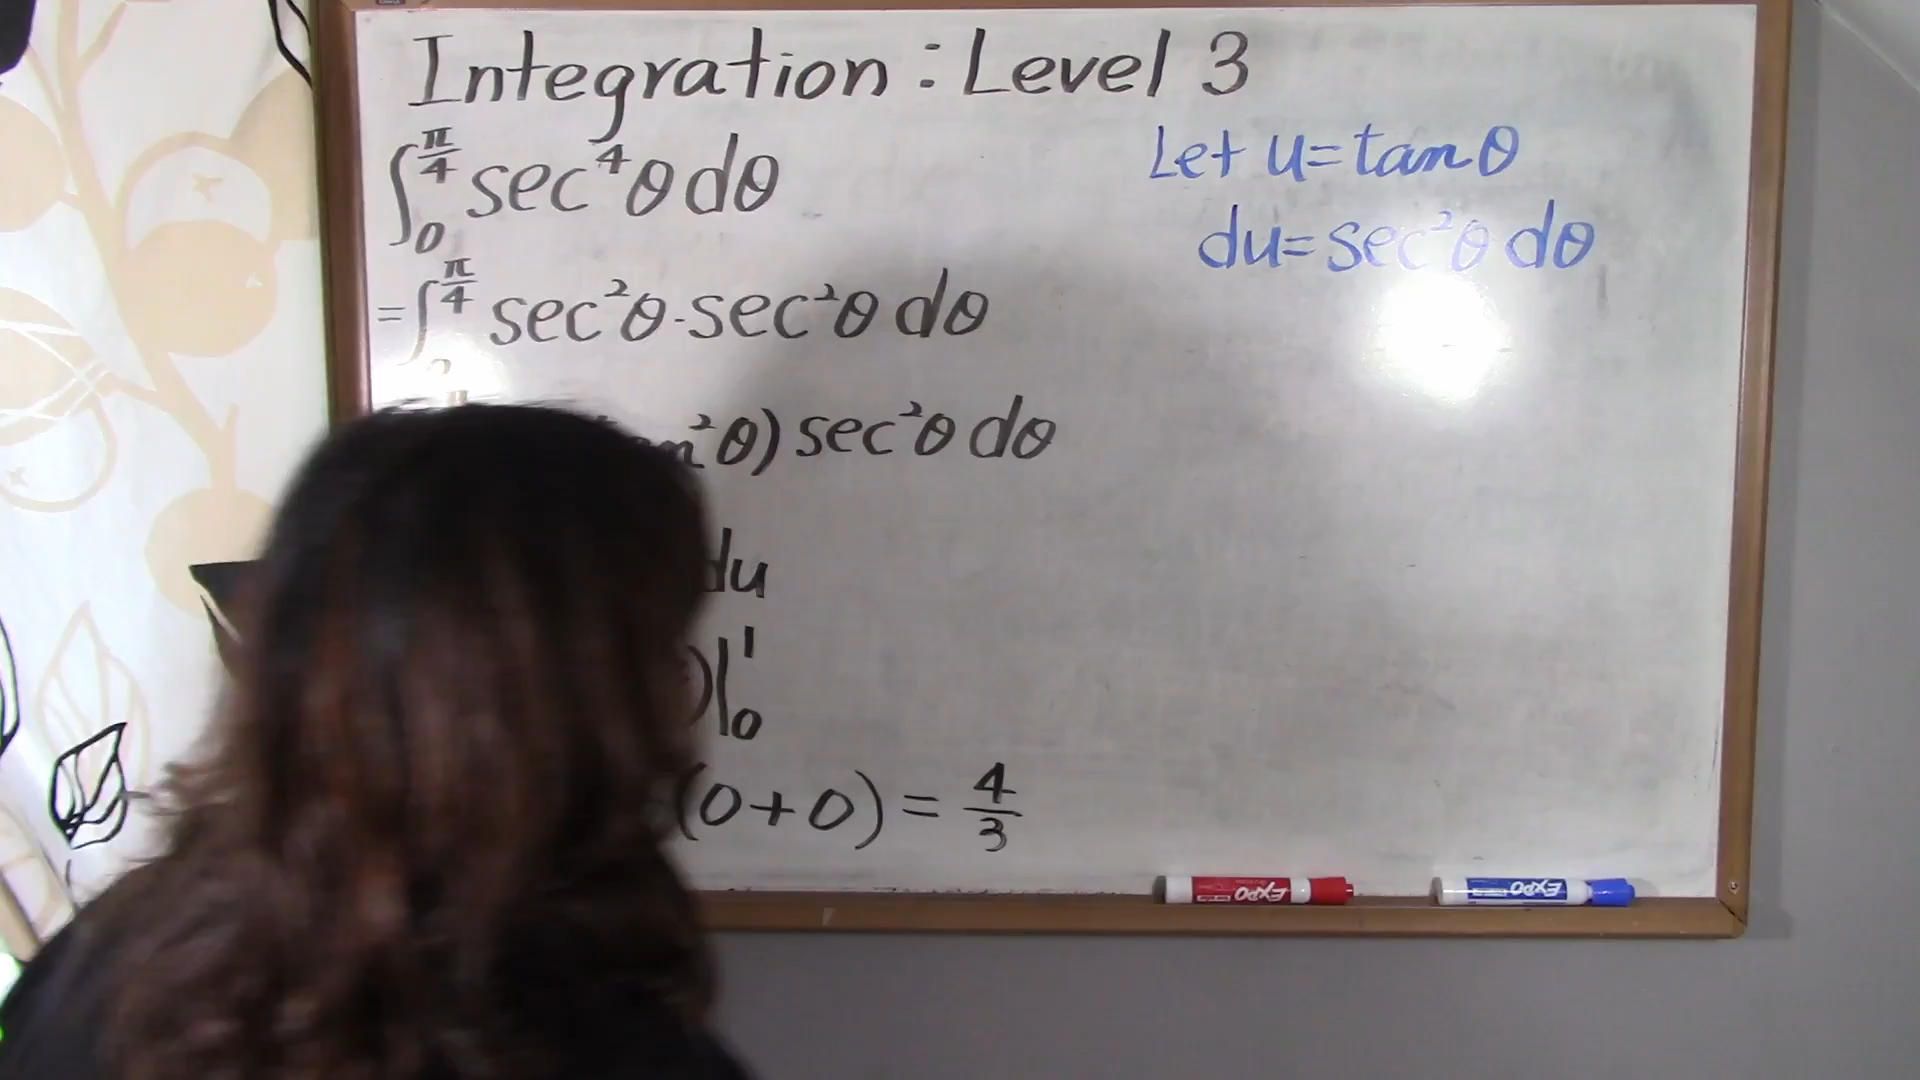 Integration : Level 3
∫₀^(π/4) sec⁴θ dθ
Let u = tan θ
du = sec²θ dθ
= ∫^(π/4) sec²θ · sec²θ dθ
²θ) sec²θ dθ
du
)|₀¹
(0+0) = 4/3
EXPO
EXPO